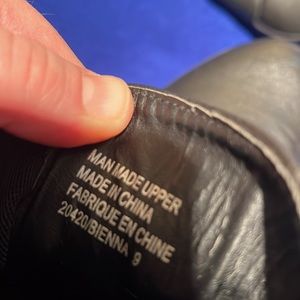 MAN MADE UPPER
MADE IN CHINA
FABRIQUE EN CHINE
20420/BIENNA 9